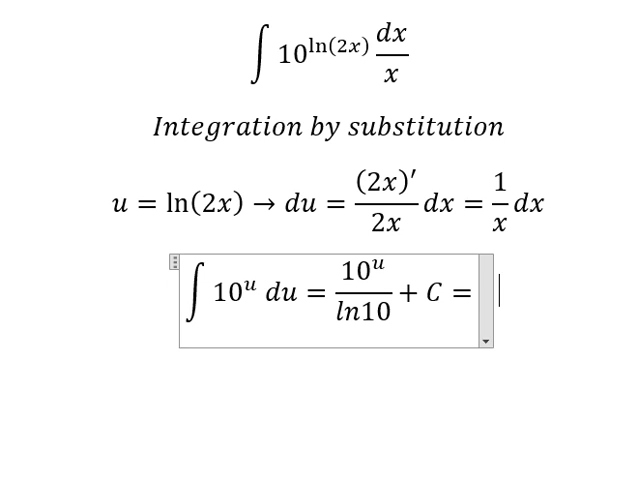 ∫ 10^ln(2x) dx/x
Integration by substitution
u = ln(2x) → du = (2x)′/2x dx = 1/x dx
∫ 10^u du = 10^u/ln10 + C =